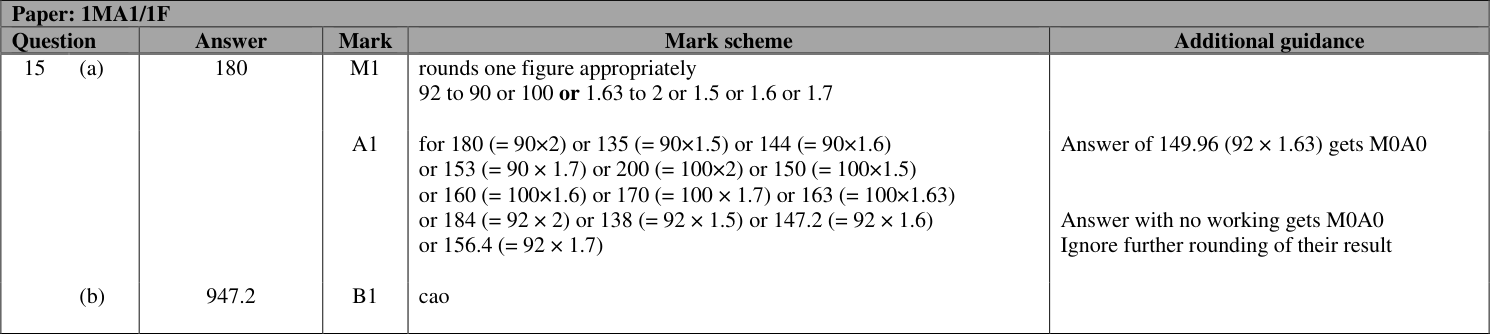 Paper: 1MA1/1F
Question Answer Mark Mark scheme Additional guidance
15 (a) 180 M1 rounds one figure appropriately
92 to 90 or 100 or 1.63 to 2 or 1.5 or 1.6 or 1.7
A1 for 180 (= 90×2) or 135 (= 90×1.5) or 144 (= 90×1.6) Answer of 149.96 (92 × 1.63) gets M0A0
or 153 (= 90 × 1.7) or 200 (= 100×2) or 150 (= 100×1.5)
or 160 (= 100×1.6) or 170 (= 100 × 1.7) or 163 (= 100×1.63)
or 184 (= 92 × 2) or 138 (= 92 × 1.5) or 147.2 (= 92 × 1.6) Answer with no working gets M0A0
or 156.4 (= 92 × 1.7) Ignore further rounding of their result
(b) 947.2 B1 cao